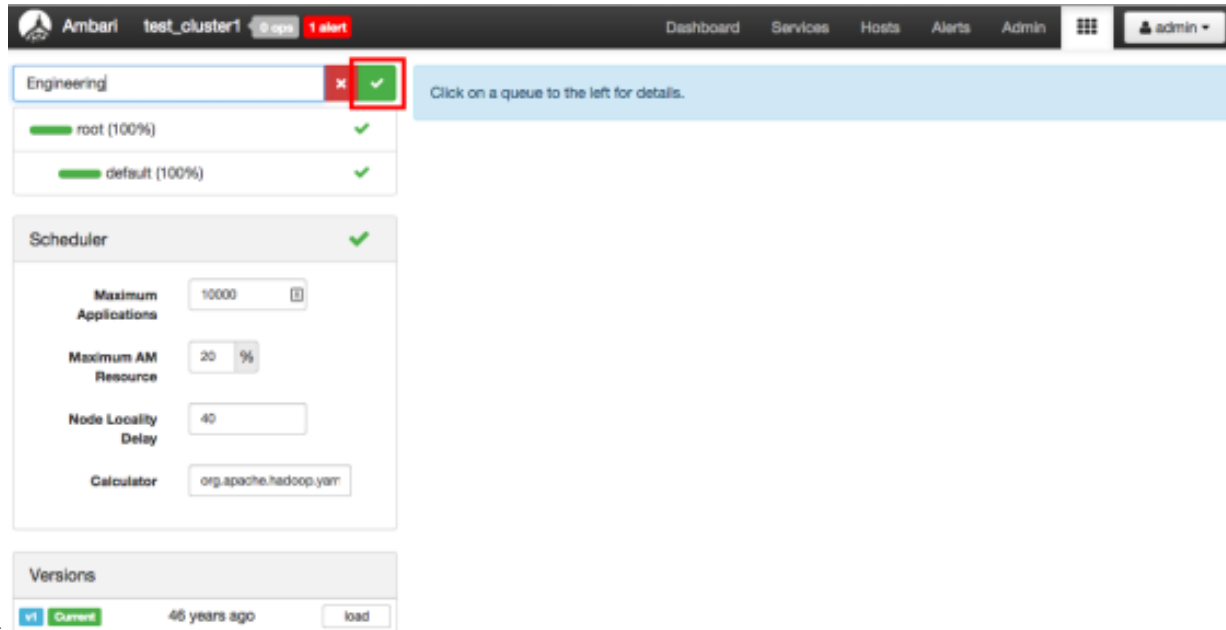 Ambari test_cluster1 0 ops 1 alert Dashboard Services Hosts Alerts Admin admin
Engineering
Click on a queue to the left for details.
root (100%)
default (100%)
Scheduler
Maximum Applications 10000
Maximum AM Resource 20 %
Node Locality Delay 40
Calculator org.apache.hadoop.yarn
Versions
v1 Current 46 years ago load